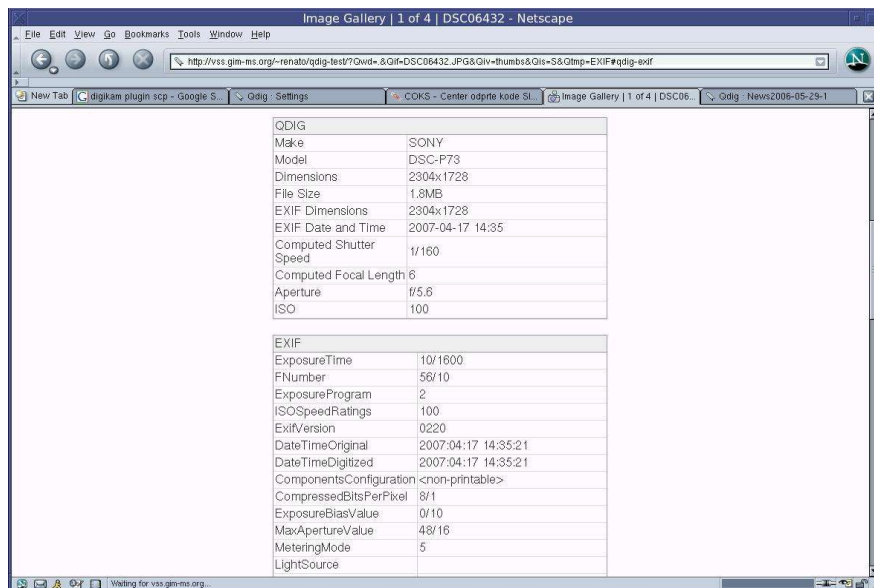 Image Gallery | 1 of 4 | DSC06432 - Netscape
File Edit View Go Bookmarks Tools Window Help
http://vss.gim-ms.org/~renato/qdig-test/?Qwd=.&Qif=DSC06432.JPG&Qiv=thumbs&Qis=S&Qtmp=EXIF#qdig-exif
N
New Tab digikam plugin scp - Google S... Qdig : Settings COKS - Center odprte kode Sl... Image Gallery | 1 of 4 | DSC06... Qdig : News2006-05-29-1
QDIG
Make SONY
Model DSC-P73
Dimensions 2304x1728
File Size 1.8MB
EXIF Dimensions 2304x1728
EXIF Date and Time 2007-04-17 14:35
Computed Shutter Speed 1/160
Computed Focal Length 6
Aperture f/5.6
ISO 100
EXIF
ExposureTime 10/1600
FNumber 56/10
ExposureProgram 2
ISOSpeedRatings 100
ExifVersion 0220
DateTimeOriginal 2007:04:17 14:35:21
DateTimeDigitized 2007:04:17 14:35:21
ComponentsConfiguration <non-printable>
CompressedBitsPerPixel 8/1
ExposureBiasValue 0/10
MaxApertureValue 48/16
MeteringMode 5
LightSource
Waiting for vss.gim-ms.org...